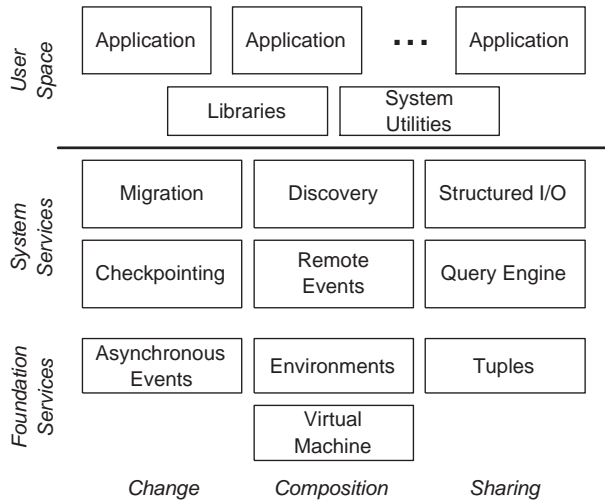 User
Space
Application
Application
...
Application
Libraries
System
Utilities
System
Services
Migration
Discovery
Structured I/O
Checkpointing
Remote
Events
Query Engine
Foundation
Services
Asynchronous
Events
Environments
Tuples
Virtual
Machine
Change
Composition
Sharing